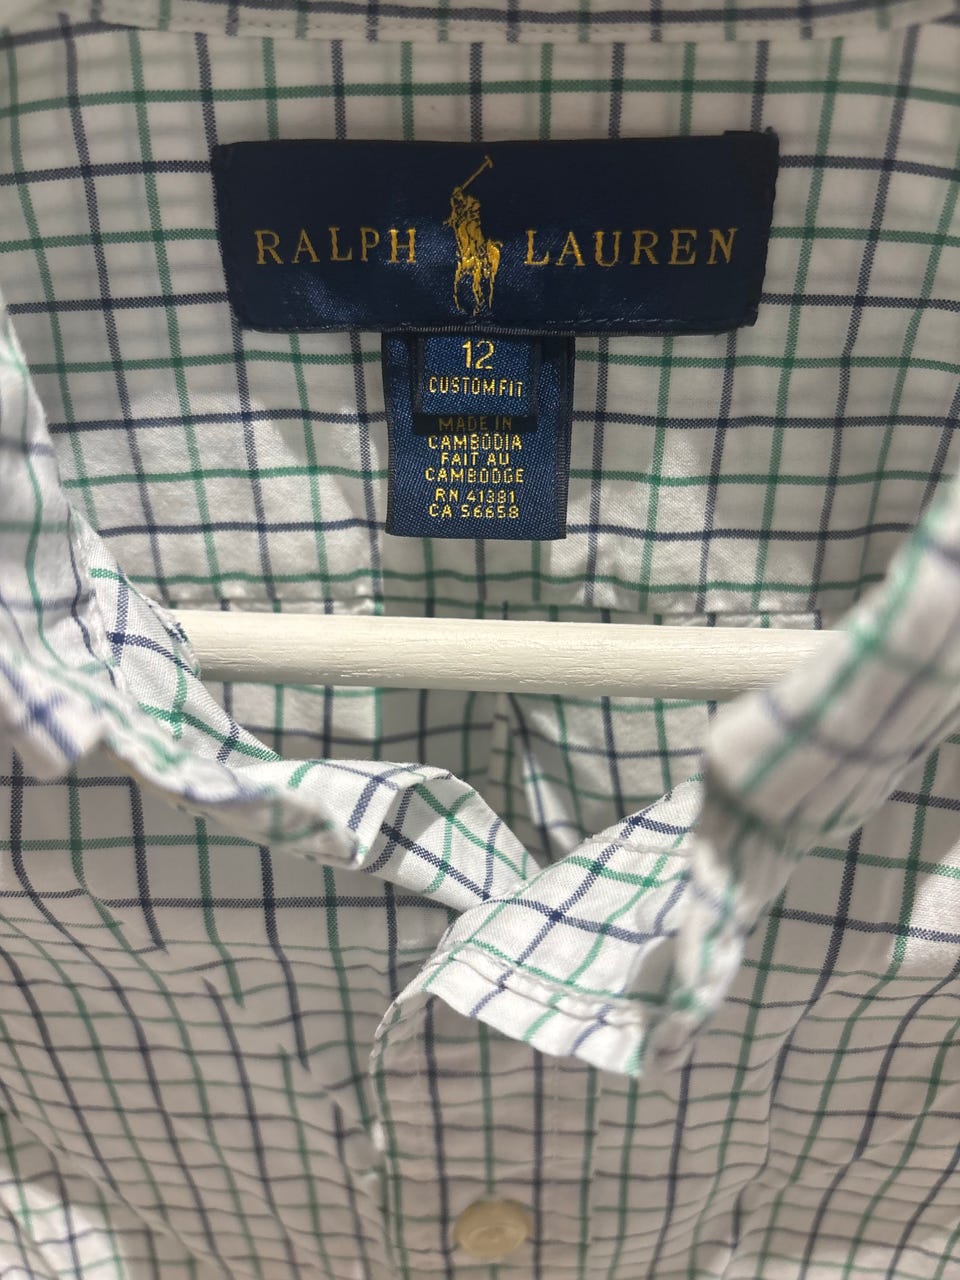 RALPH LAUREN
12
CUSTOM FIT
MADE IN
CAMBODIA
FAIT AU
CAMBODGE
RN 41381
CA 56658